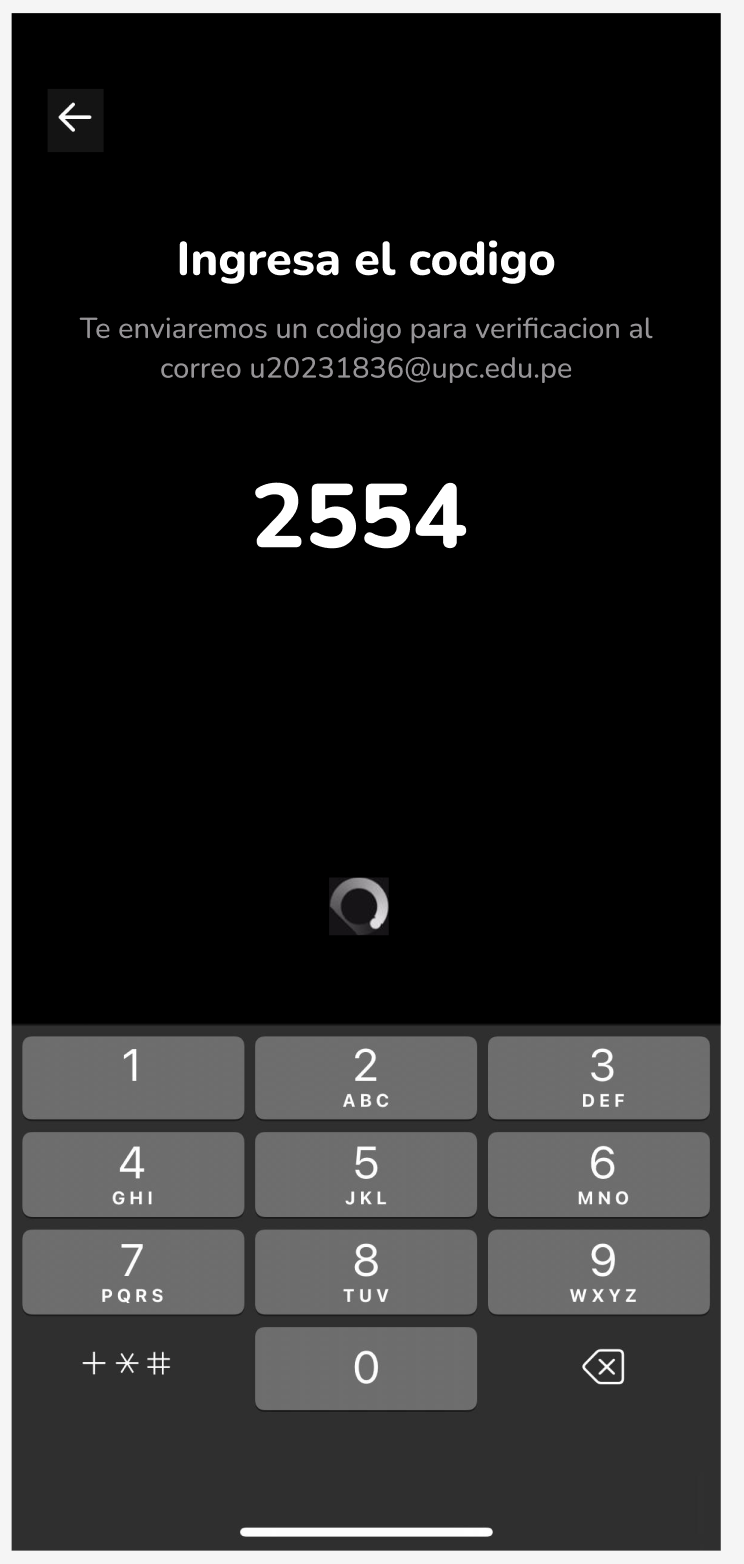 Ingresa el codigo
Te enviaremos un codigo para verificacion al
correo u20231836@upc.edu.pe
2554
1 2 3
ABC DEF
4 5 6
GHI JKL MNO
7 8 9
PQRS TUV WXYZ
+*# 0